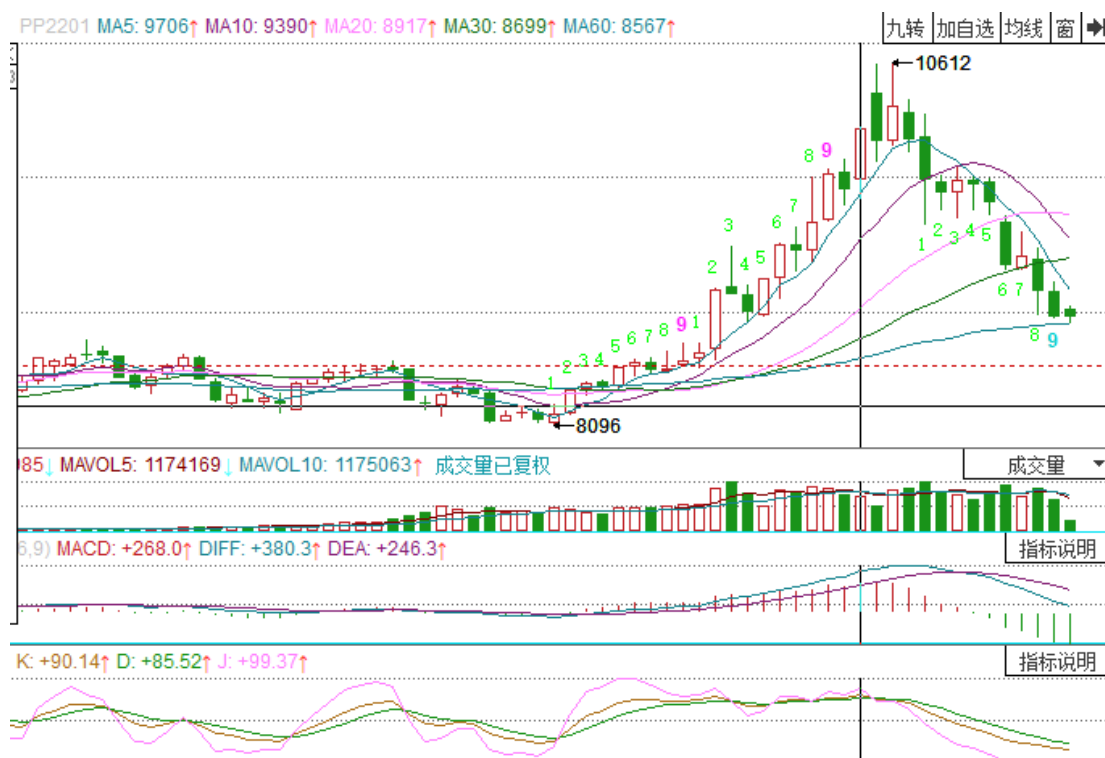 PP2201 MA5: 9706↑ MA10: 9390↑ MA20: 8917↑ MA30: 8699↑ MA60: 8567↑
九转 加自选 均线 窗
←10612
8 9
3
6 7
2
4 5
5 6 7 8 9 1
1 2 3 4
1 2 3 4 5
6 7
8 9
←8096
985↓ MAVOL5: 1174169↓ MAVOL10: 1175063↑ 成交量已复权
成交量
6,9) MACD: +268.0↑ DIFF: +380.3↑ DEA: +246.3↑
指标说明
K: +90.14↑ D: +85.52↑ J: +99.37↑
指标说明